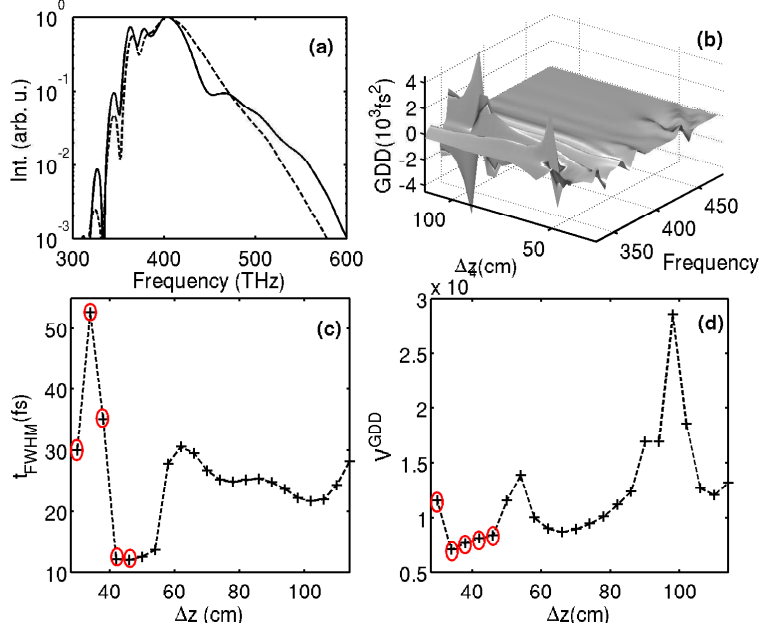 10^0
10^-1
10^-2
10^-3
Int. (arb. u.)
(a)
300 400 500 600
Frequency (THz)
(b)
GDD(10^3fs^2)
4
2
0
-2
-4
100
50
Δz(cm)
350
400
450
Frequency
(c)
t_FWHM(fs)
50
40
30
20
10
40 60 80 100
Δz (cm)
x 10^4
(d)
V^GDD
3
2.5
2
1.5
1
0.5
40 60 80 100
Δz(cm)